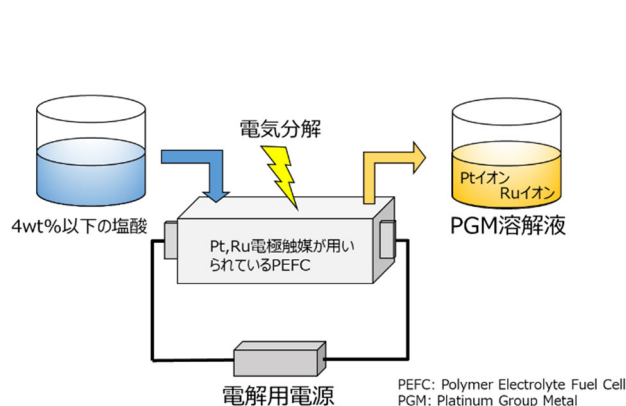 電気分解
4wt%以下の塩酸
Ptイオン
Ruイオン
PGM溶解液
Pt,Ru電極触媒が用い
られているPEFC
電解用電源
PEFC: Polymer Electrolyte Fuel Cell
PGM: Platinum Group Metal